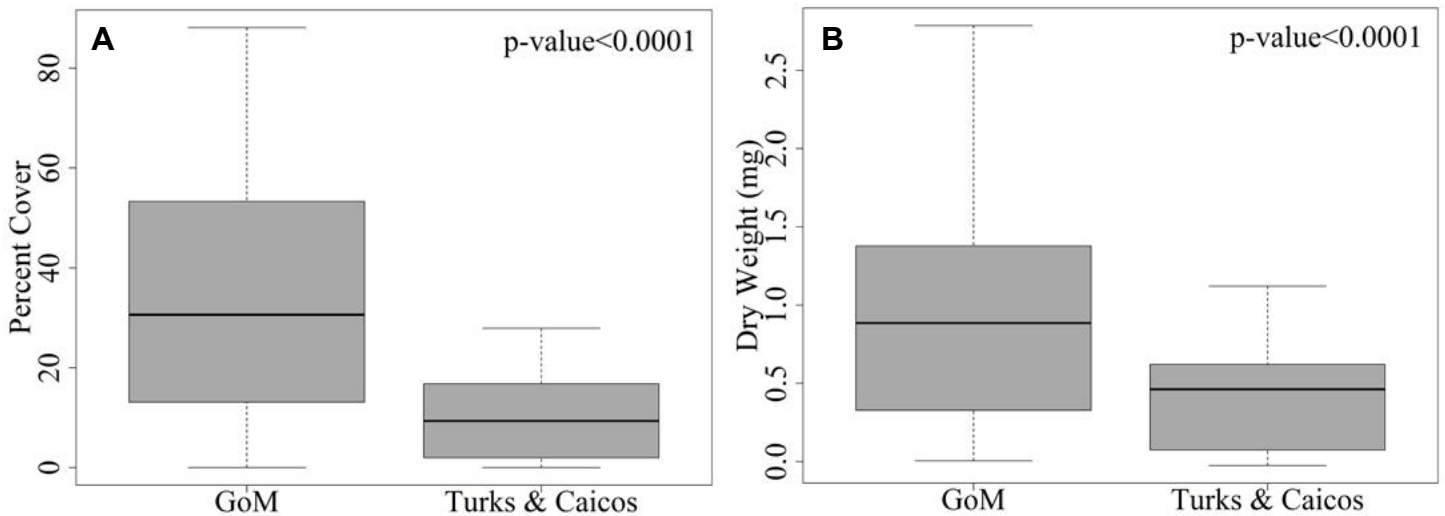 A
p-value<0.0001
Percent Cover
80
60
40
20
0
GoM
Turks & Caicos
B
p-value<0.0001
Dry Weight (mg)
2.5
2.0
1.5
1.0
0.5
0.0
GoM
Turks & Caicos